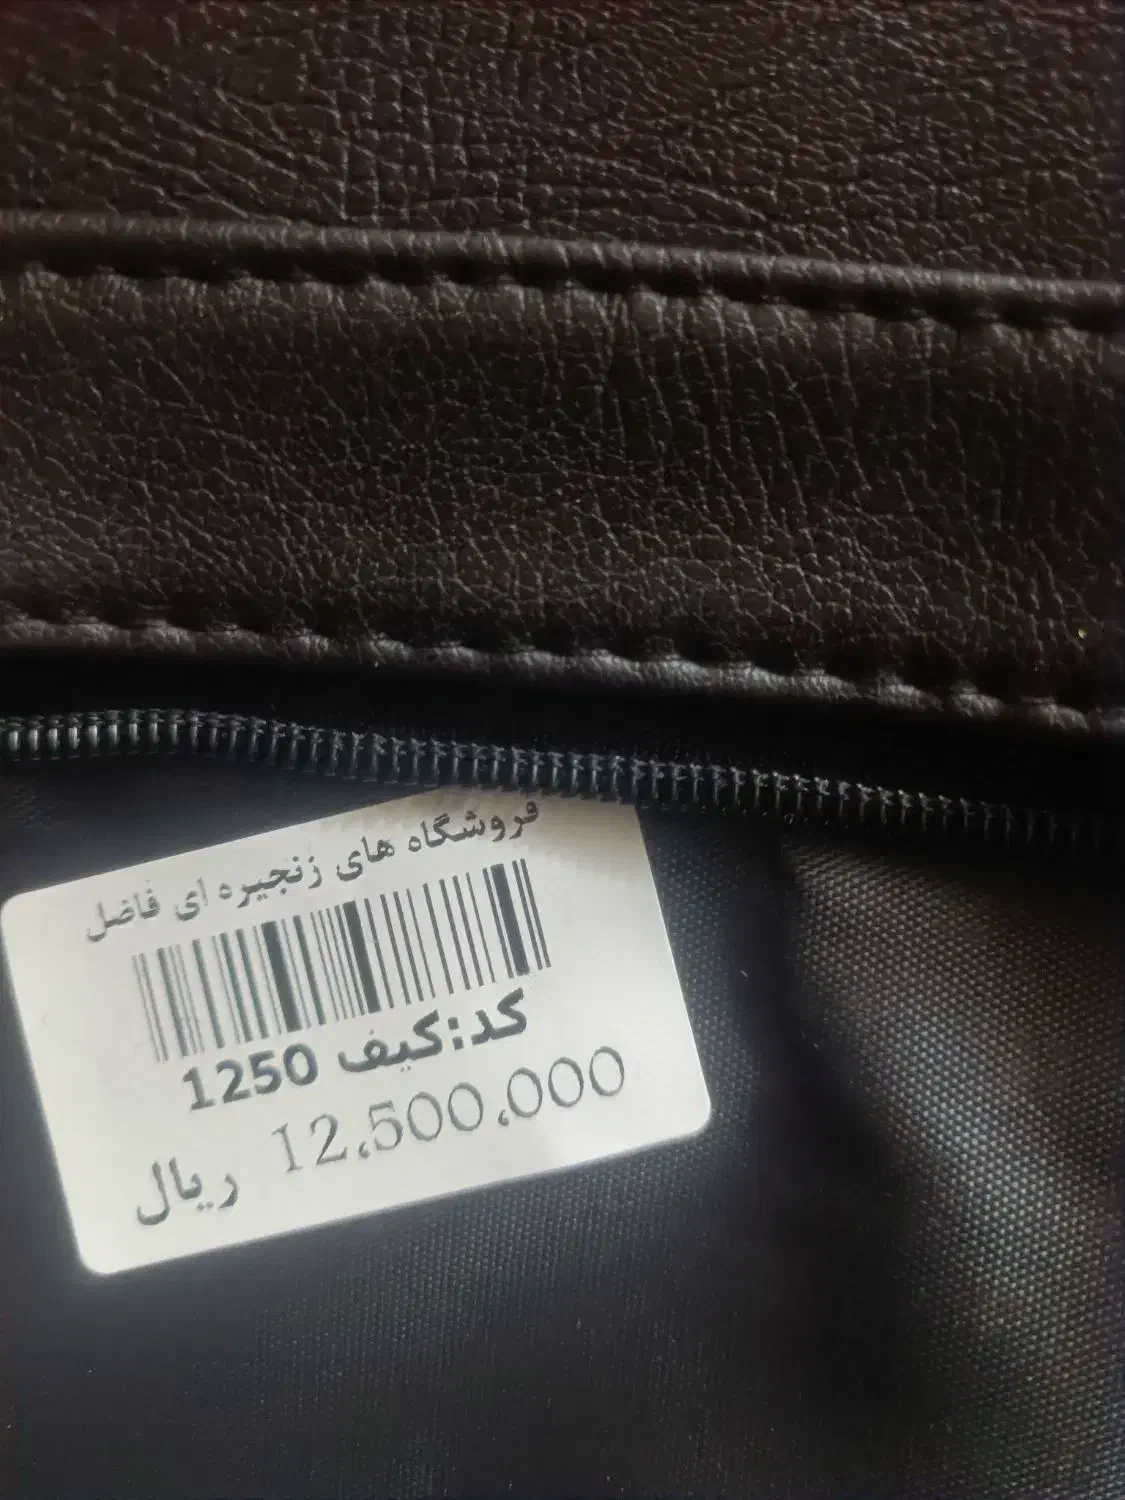 فروشگاه های زنجیره ای فاضل
کد:کیف 1250
12,500,000 ریال